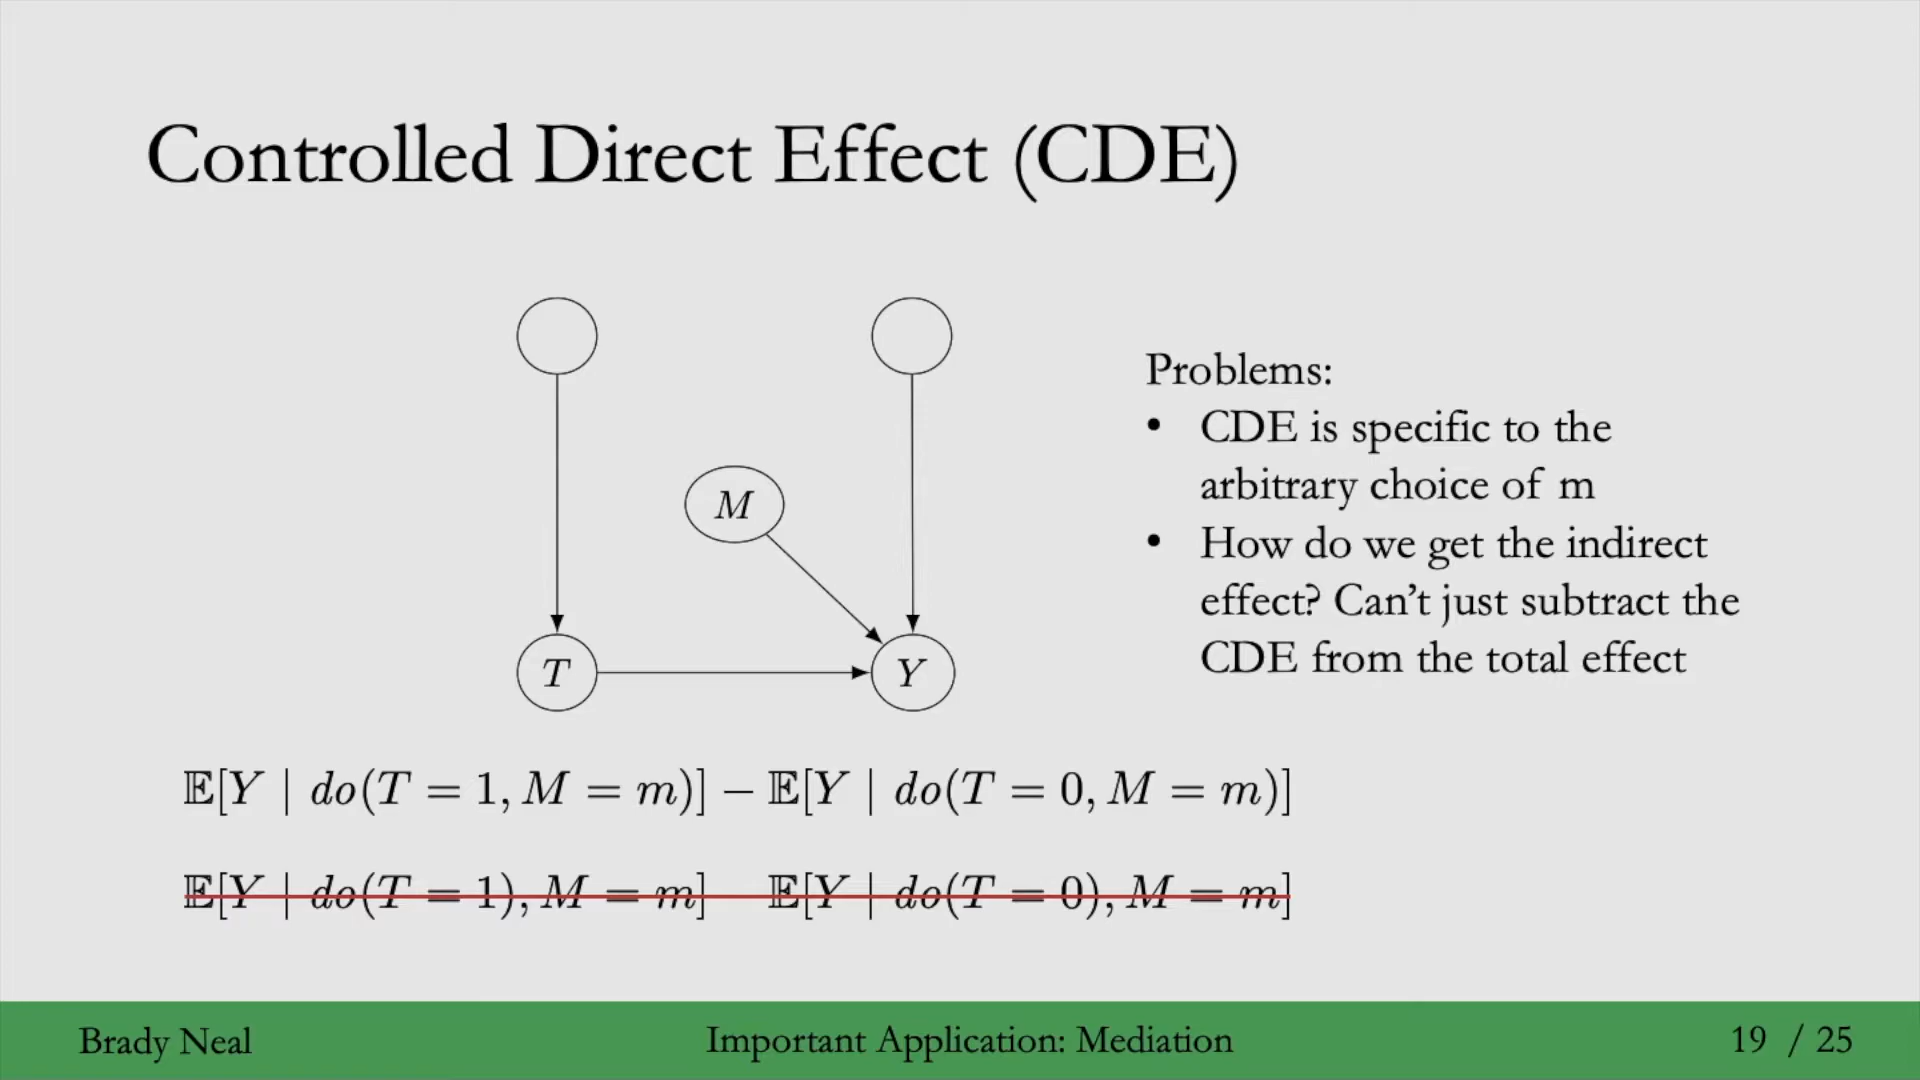 Controlled Direct Effect (CDE)
M
T
Y
Problems:
• CDE is specific to the
arbitrary choice of m
• How do we get the indirect
effect? Can't just subtract the
CDE from the total effect
𝔼[Y | do(T = 1, M = m)] − 𝔼[Y | do(T = 0, M = m)]
𝔼[Y | do(T = 1), M = m] 𝔼[Y | do(T = 0), M = m]
Brady Neal
Important Application: Mediation
19 / 25